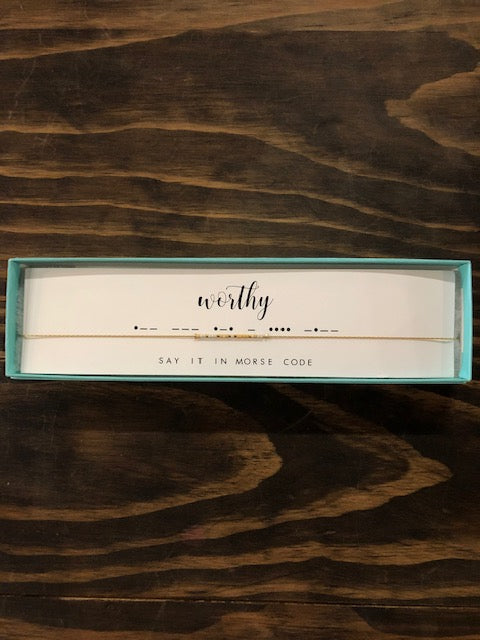 worthy
•–– ––– •–• – •••• –•––
SAY IT IN MORSE CODE